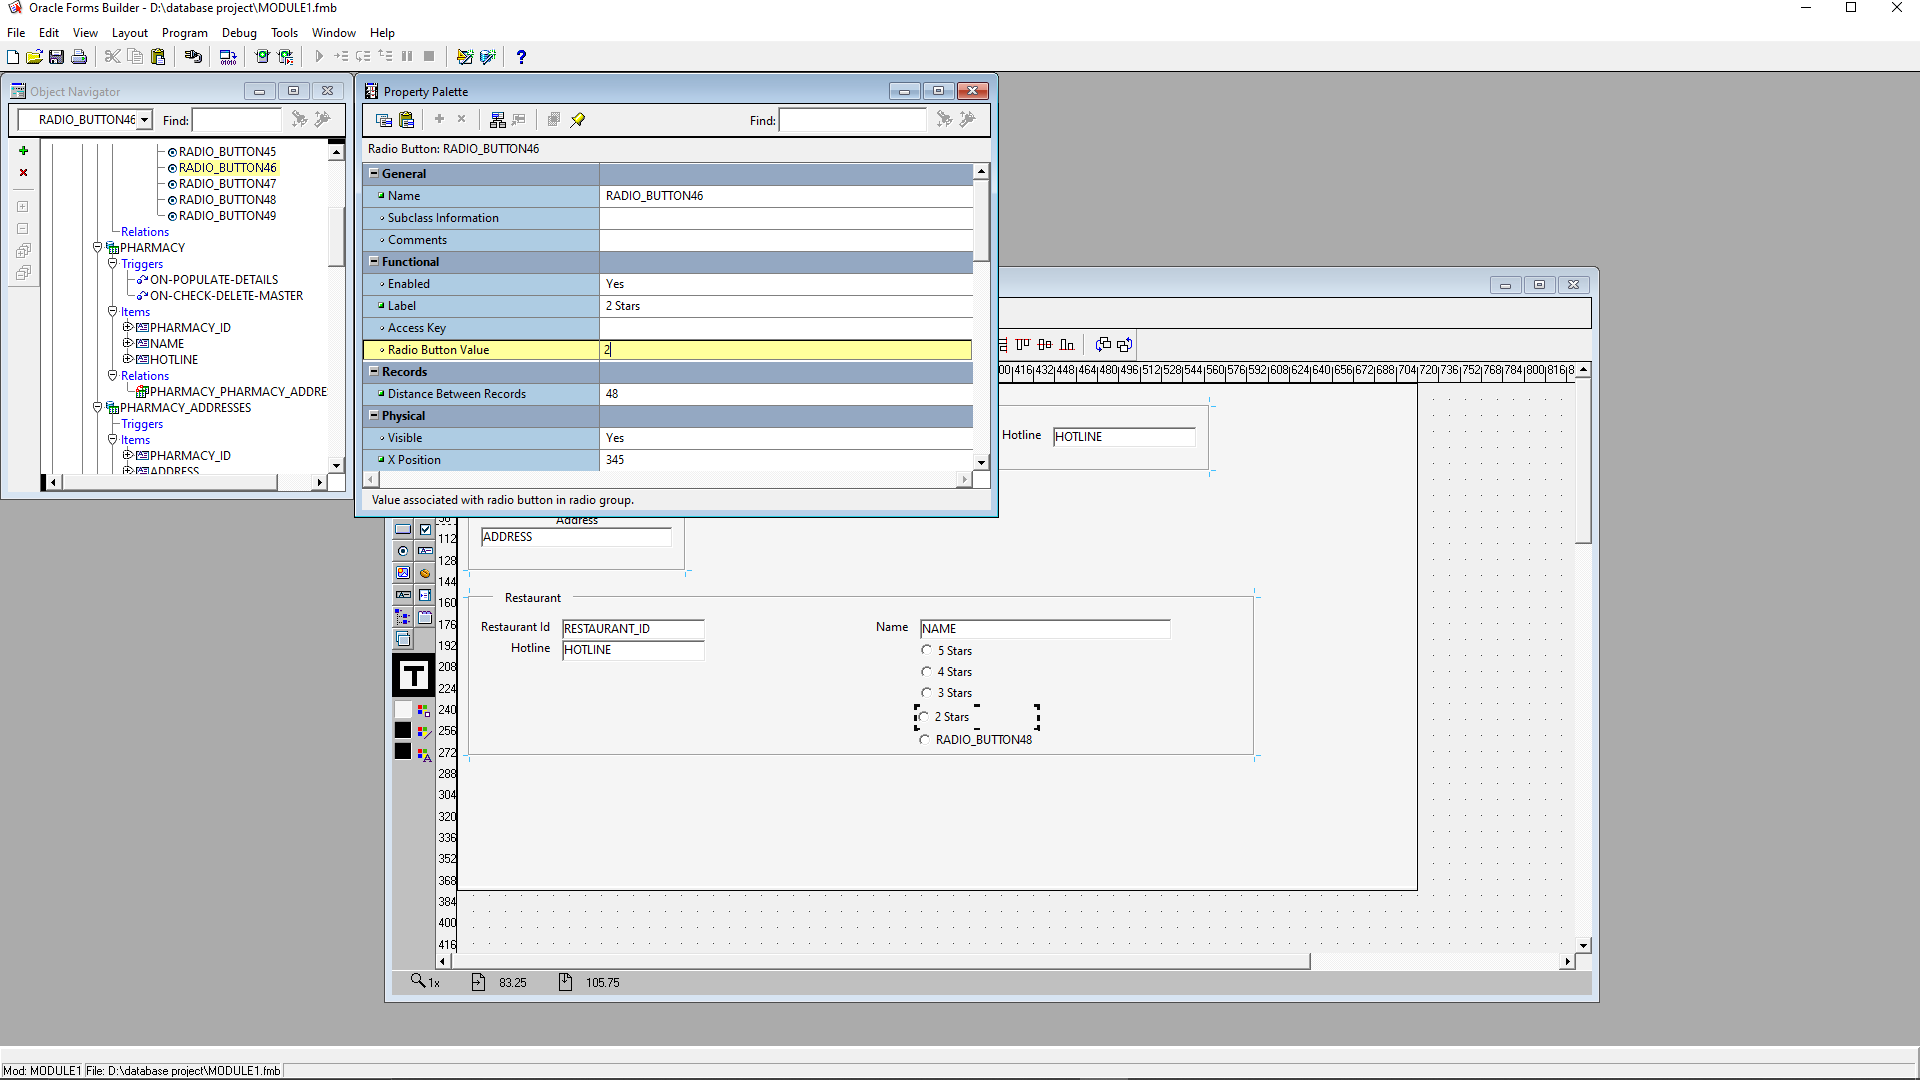 Oracle Forms Builder - D:\database project\MODULE1.fmb
File Edit View Layout Program Debug Tools Window Help
Object Navigator
RADIO_BUTTON46 Find:
RADIO_BUTTON45
RADIO_BUTTON46
RADIO_BUTTON47
RADIO_BUTTON48
RADIO_BUTTON49
Relations
PHARMACY
Triggers
ON-POPULATE-DETAILS
ON-CHECK-DELETE-MASTER
Items
PHARMACY_ID
NAME
HOTLINE
Relations
PHARMACY_PHARMACY_ADDRE
PHARMACY_ADDRESSES
Triggers
Items
PHARMACY_ID
ADDRESS
Property Palette
Find:
Radio Button: RADIO_BUTTON46
General
Name RADIO_BUTTON46
Subclass Information
Comments
Functional
Enabled Yes
Label 2 Stars
Access Key
Radio Button Value 2
Records
Distance Between Records 48
Physical
Visible Yes
X Position 345
Value associated with radio button in radio group.
00 416 432 448 464 480 496 512 528 544 560 576 592 608 624 640 656 672 688 704 720 736 752 768 784 800 816 8
Hotline HOTLINE
Address
ADDRESS
112
128
144
160
176
192
208
224
240
256
272
288
304
320
336
352
368
384
400
416
Restaurant
Restaurant Id RESTAURANT_ID Name NAME
Hotline HOTLINE
5 Stars
4 Stars
3 Stars
2 Stars
RADIO_BUTTON48
T
1x 83.25 105.75
Mod: MODULE1 File: D:\database project\MODULE1.fmb